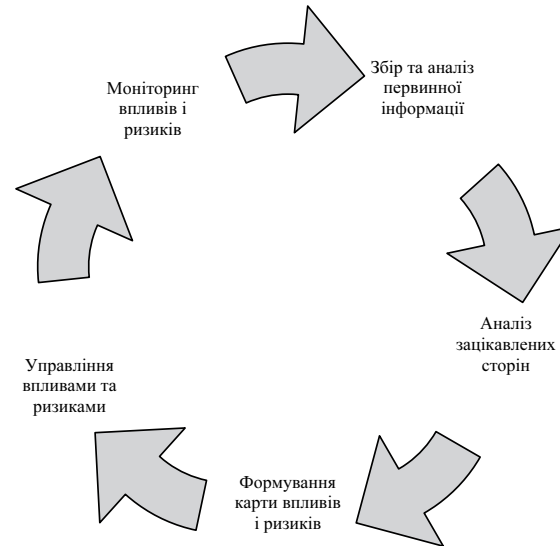 Збір та аналіз
первинної
інформації
Аналіз
зацікавлених
сторін
Формування
карти впливів
і ризиків
Управління
впливами та
ризиками
Моніторинг
впливів і
ризиків